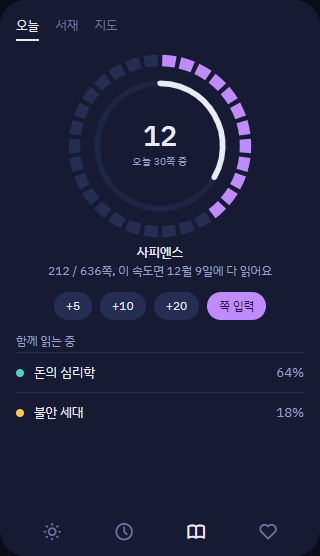 오늘 서재 지도
12
오늘 30쪽 중
사피엔스
212 / 636쪽, 이 속도면 12월 9일에 다 읽어요
+5 +10 +20 쪽 입력
함께 읽는 중
돈의 심리학 64%
불안 세대 18%